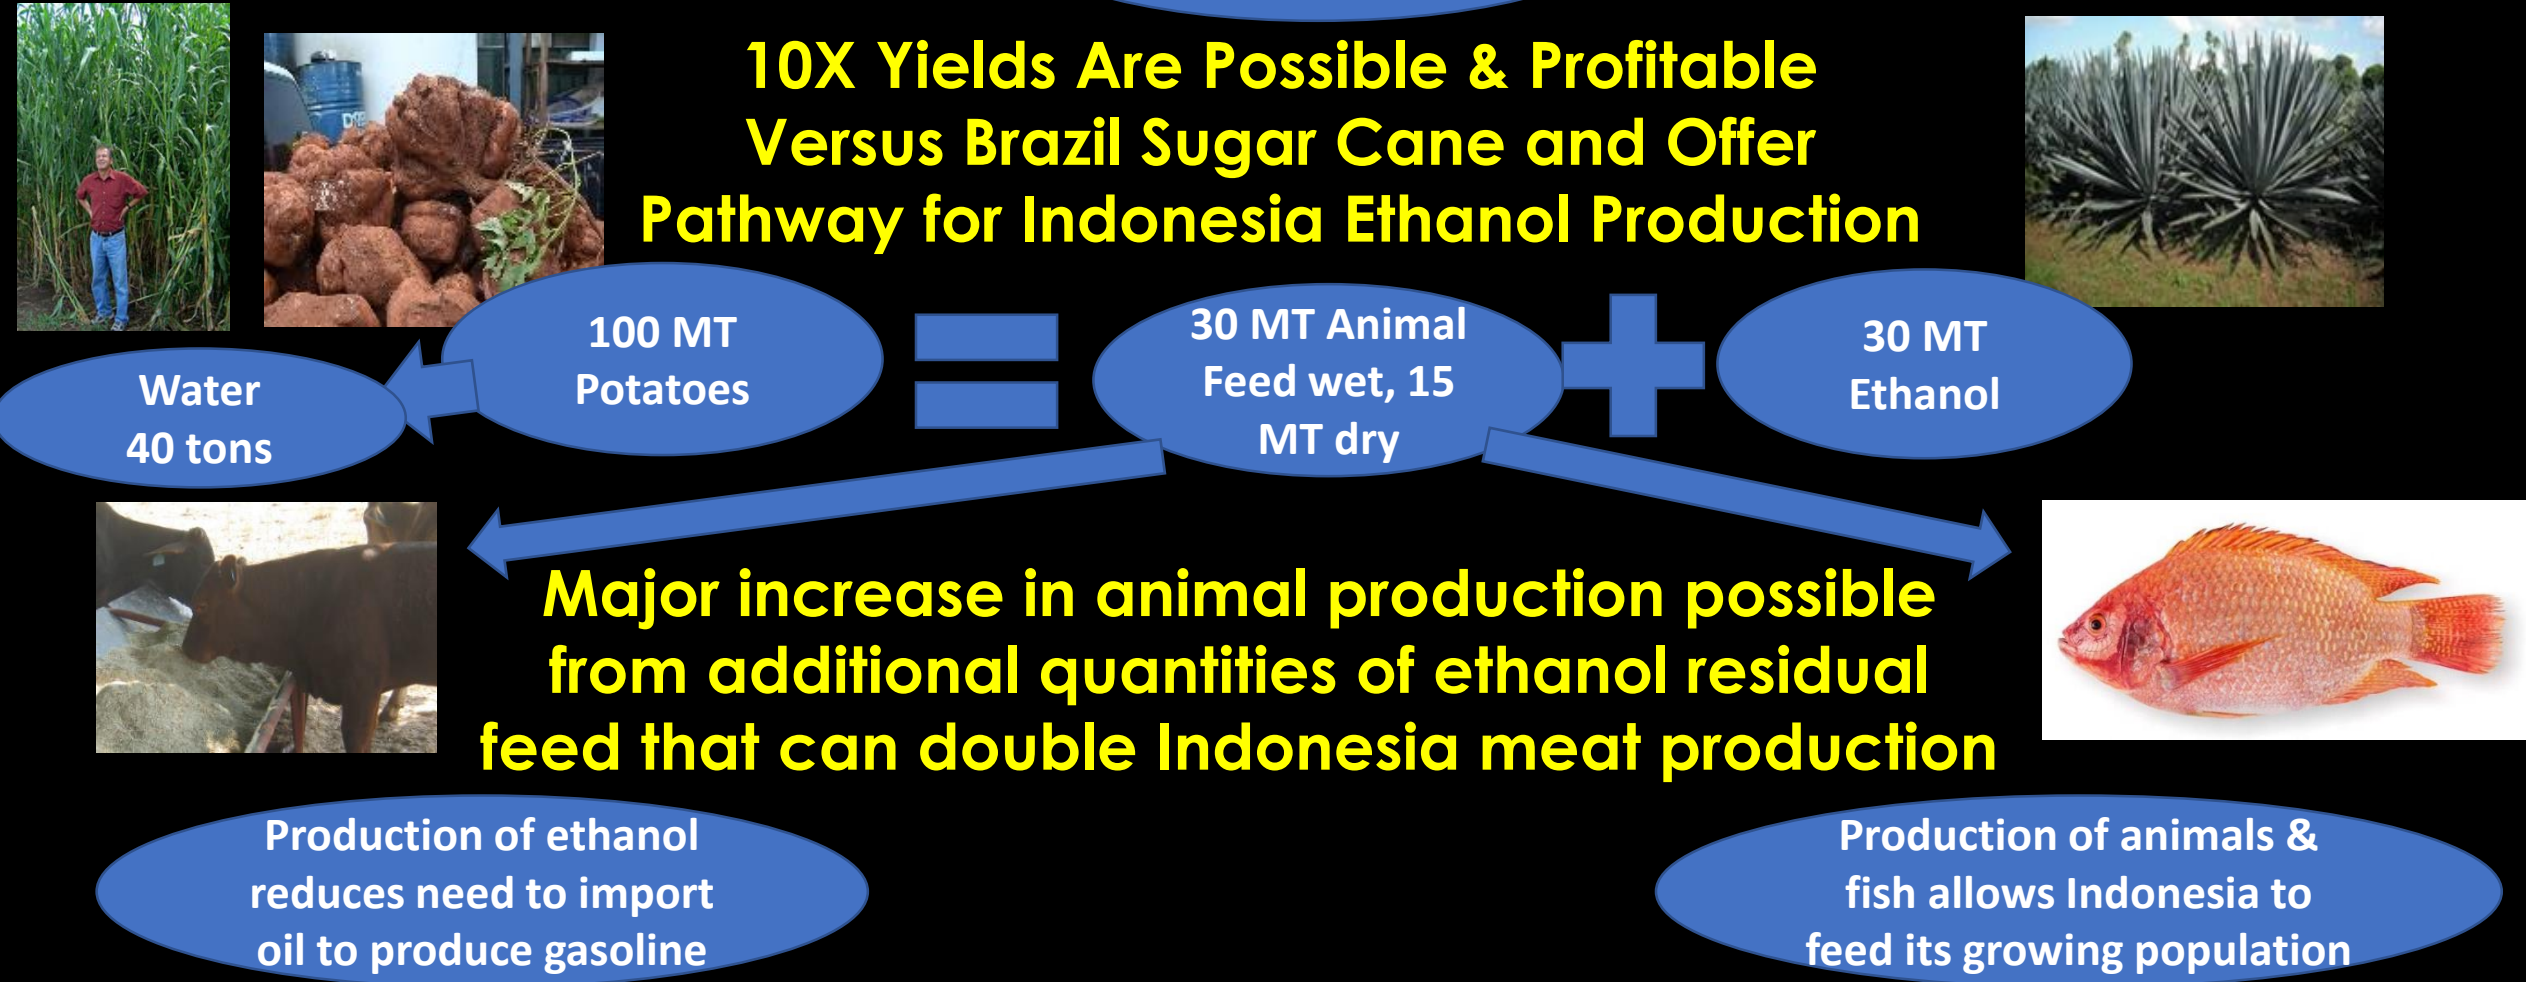 10X Yields Are Possible & Profitable
Versus Brazil Sugar Cane and Offer
Pathway for Indonesia Ethanol Production
100 MT
Potatoes
30 MT Animal
Feed wet, 15
MT dry
30 MT
Ethanol
Water
40 tons
Major increase in animal production possible
from additional quantities of ethanol residual
feed that can double Indonesia meat production
Production of ethanol
reduces need to import
oil to produce gasoline
Production of animals &
fish allows Indonesia to
feed its growing population